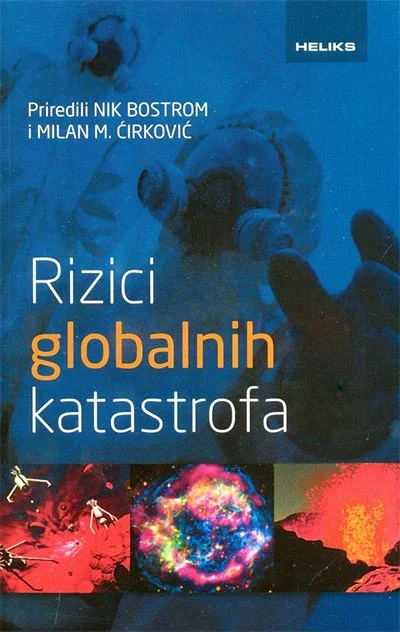 HELIKS
Priredili NIK BOSTROM
i MILAN M. ĆIRKOVIĆ
Rizici
globalnih
katastrofa